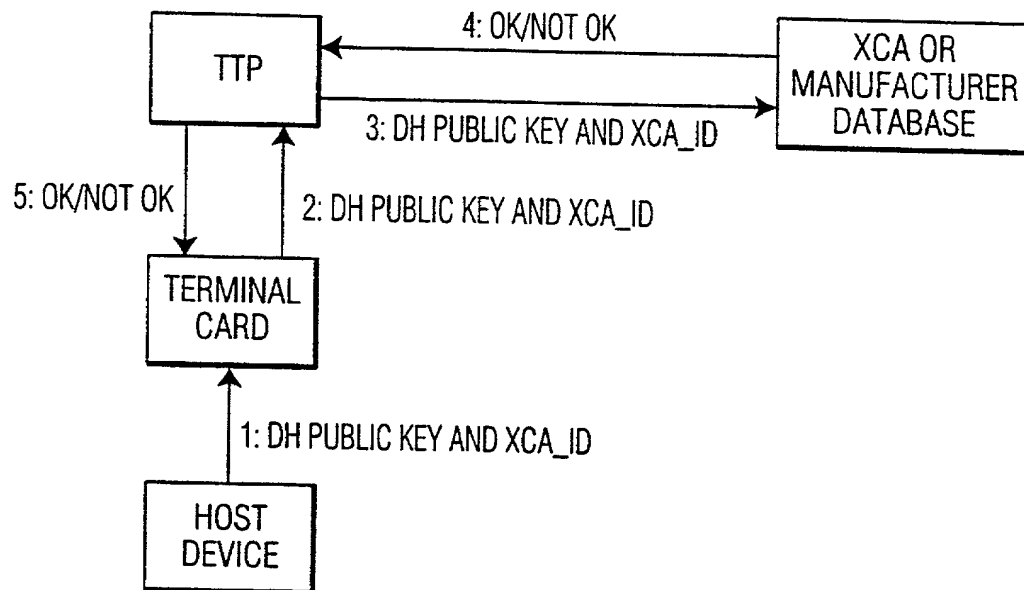 4: OK/NOT OK
TTP
XCA OR
MANUFACTURER
DATABASE
3: DH PUBLIC KEY AND XCA_ID
5: OK/NOT OK
2: DH PUBLIC KEY AND XCA_ID
TERMINAL
CARD
1: DH PUBLIC KEY AND XCA_ID
HOST
DEVICE